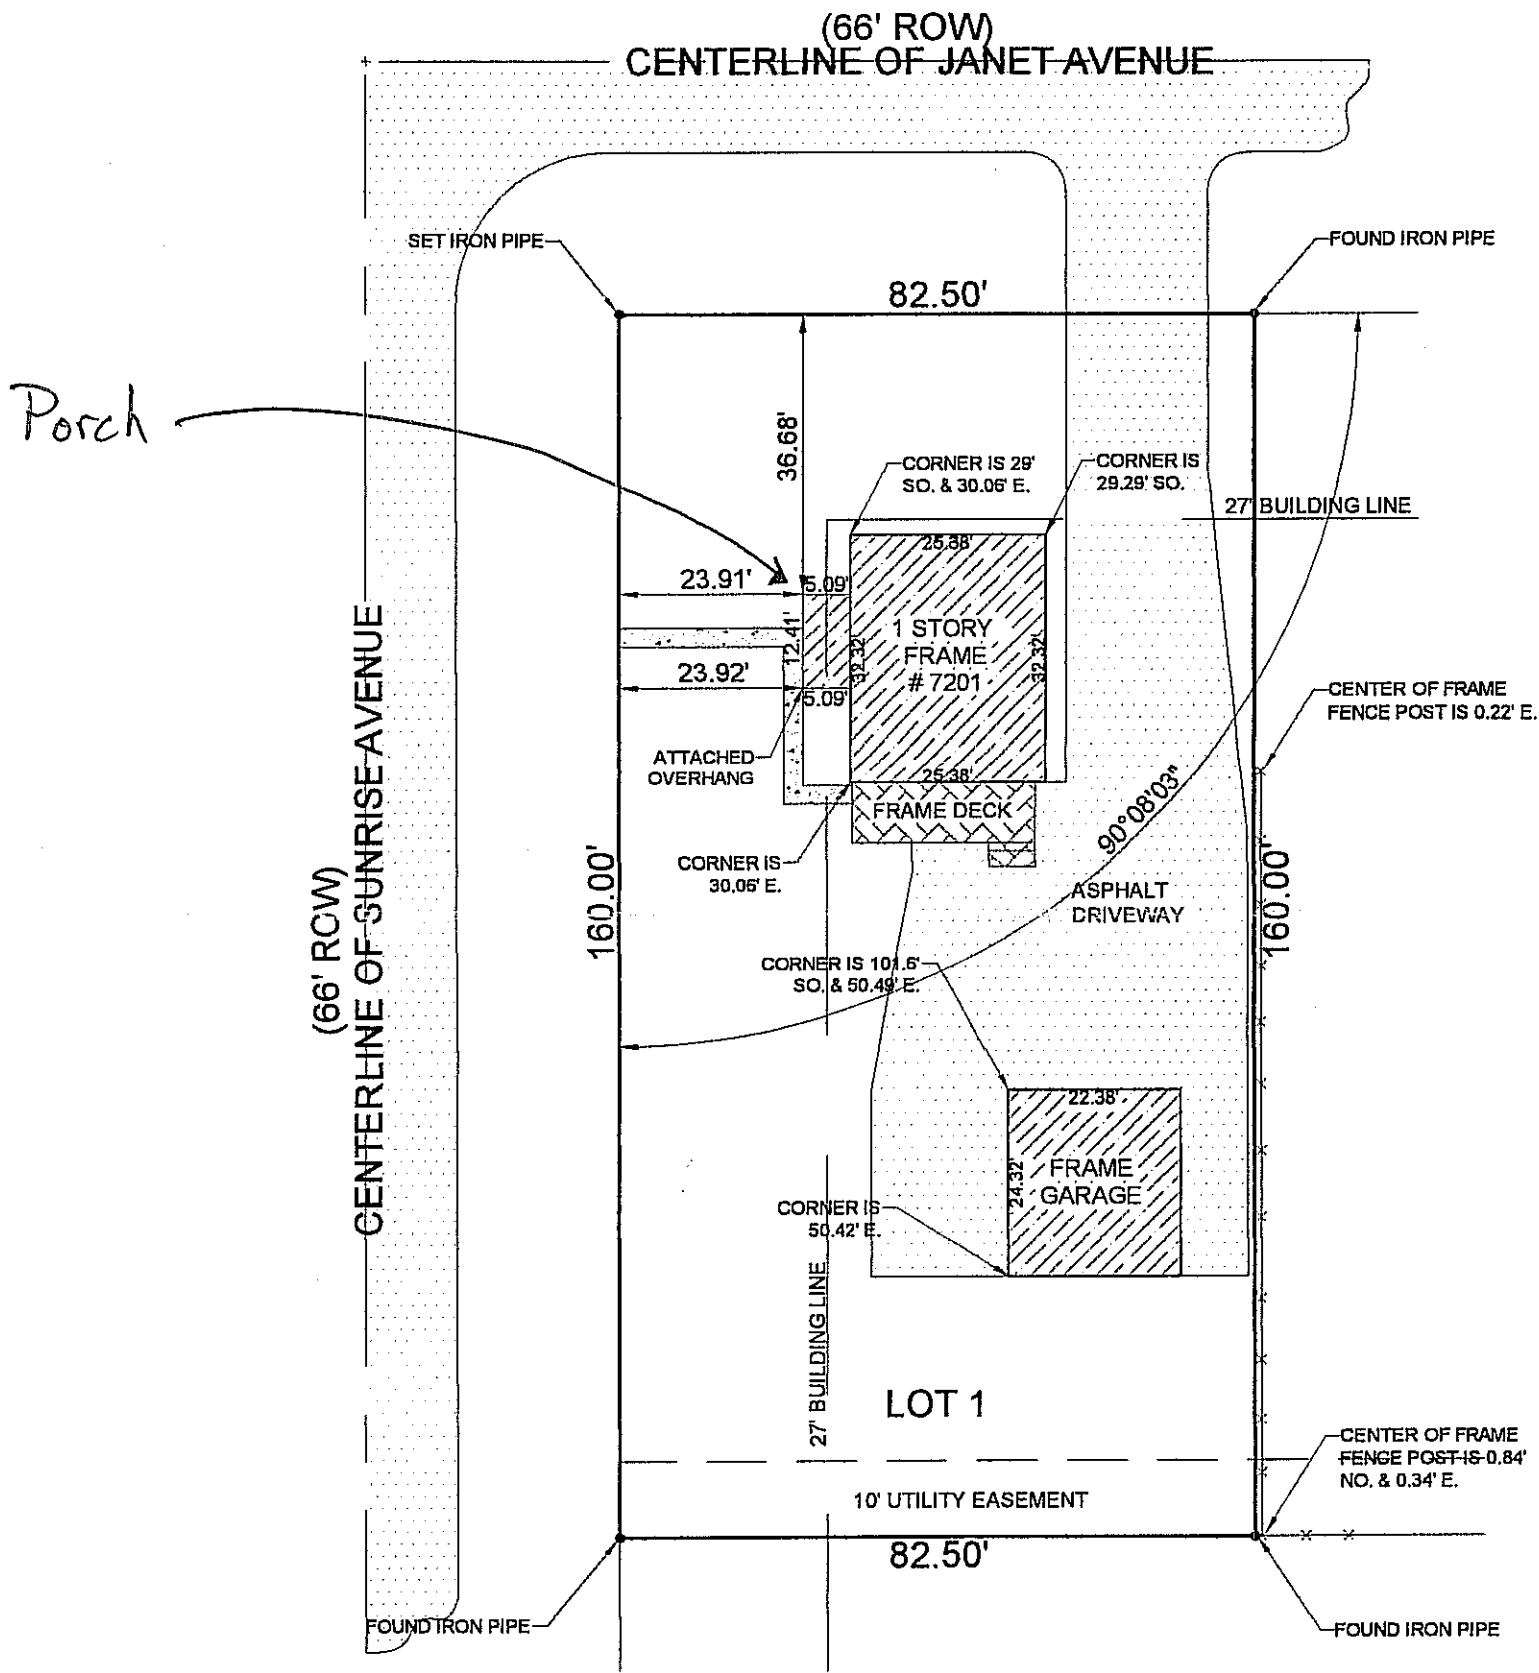 (66' ROW)
CENTERLINE OF JANET AVENUE
SET IRON PIPE
FOUND IRON PIPE
82.50'
Porch
36.68'
CORNER IS 29'
SO. & 30.06' E.
CORNER IS
29.29' SO.
27' BUILDING LINE
25.38'
23.91'
5.09'
12.41'
1 STORY
FRAME
# 7201
32.32'
32.32'
23.92'
5.09'
CENTER OF FRAME
FENCE POST IS 0.22' E.
ATTACHED
OVERHANG
25.38'
FRAME DECK
90°08'03"
CORNER IS
30.06' E.
(66' ROW)
CENTERLINE OF SUNRISE AVENUE
160.00'
160.00'
ASPHALT
DRIVEWAY
CORNER IS 101.6'
SO. & 50.49' E.
22.38'
24.32'
FRAME
GARAGE
CORNER IS
50.42' E.
27' BUILDING LINE
LOT 1
CENTER OF FRAME
FENCE POST IS 0.84'
NO. & 0.34' E.
10' UTILITY EASEMENT
82.50'
FOUND IRON PIPE
FOUND IRON PIPE